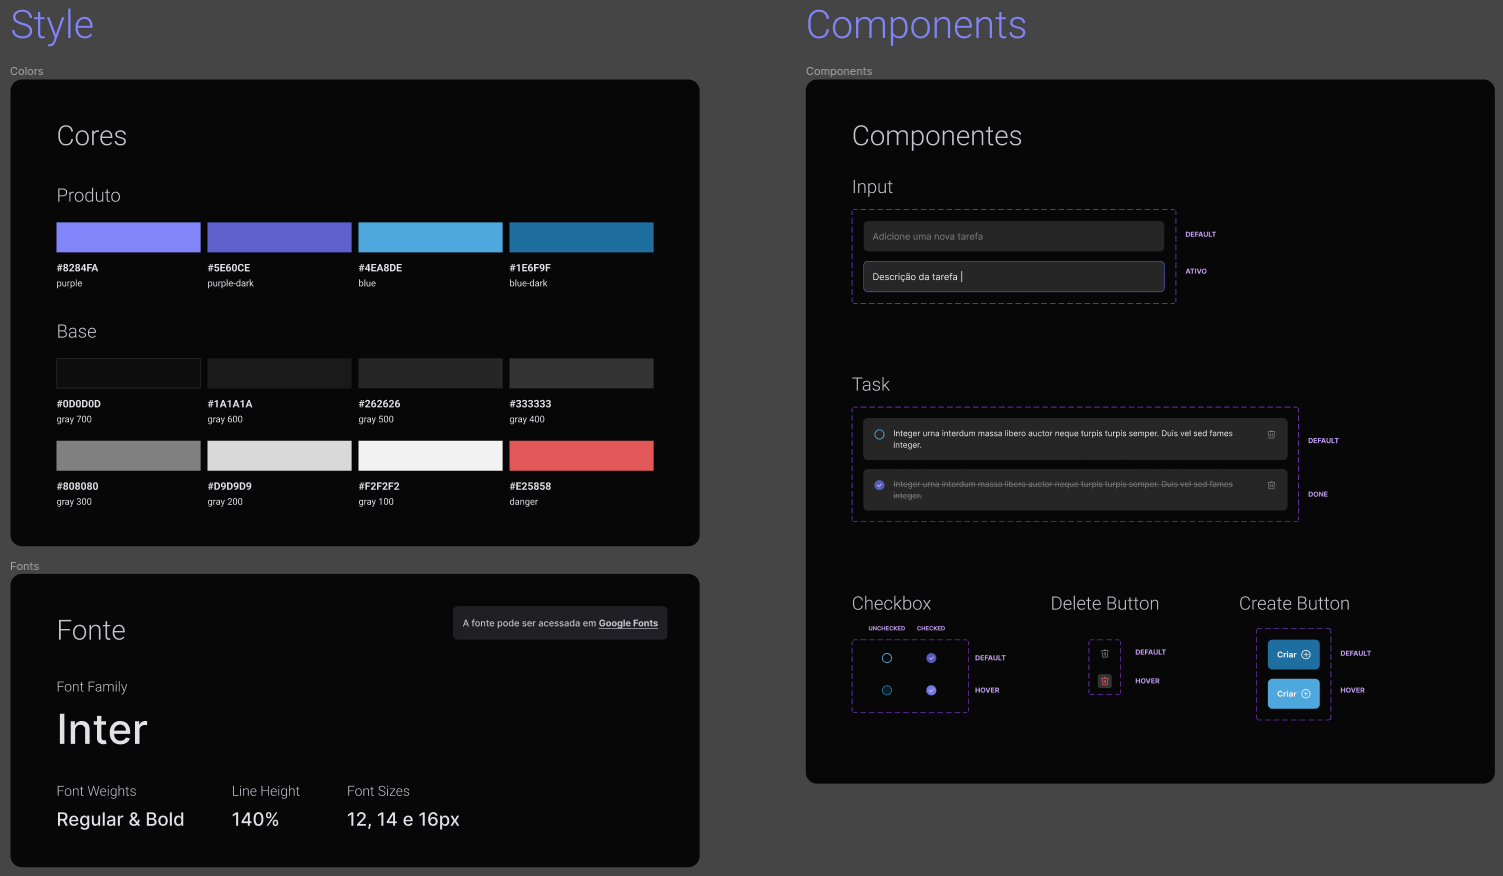 Style
Colors
Cores
Produto
#8284FA
purple
#5E60CE
purple-dark
#4EA8DE
blue
#1E6F9F
blue-dark
Base
#0D0D0D
gray 700
#1A1A1A
gray 600
#262626
gray 500
#333333
gray 400
#808080
gray 300
#D9D9D9
gray 200
#F2F2F2
gray 100
#E25858
danger
Fonts
Fonte
A fonte pode ser acessada em Google Fonts
Font Family
Inter
Font Weights
Regular & Bold
Line Height
140%
Font Sizes
12, 14 e 16px
Components
Components
Componentes
Input
Adicione uma nova tarefa
DEFAULT
Descrição da tarefa |
ATIVO
Task
Integer urna interdum massa libero auctor neque turpis turpis semper. Duis vel sed fames
integer.
DEFAULT
Integer urna interdum massa libero auctor neque turpis turpis semper. Duis vel sed fames
integer.
DONE
Checkbox
UNCHECKED
CHECKED
DEFAULT
HOVER
Delete Button
DEFAULT
HOVER
Create Button
Criar
DEFAULT
Criar
HOVER